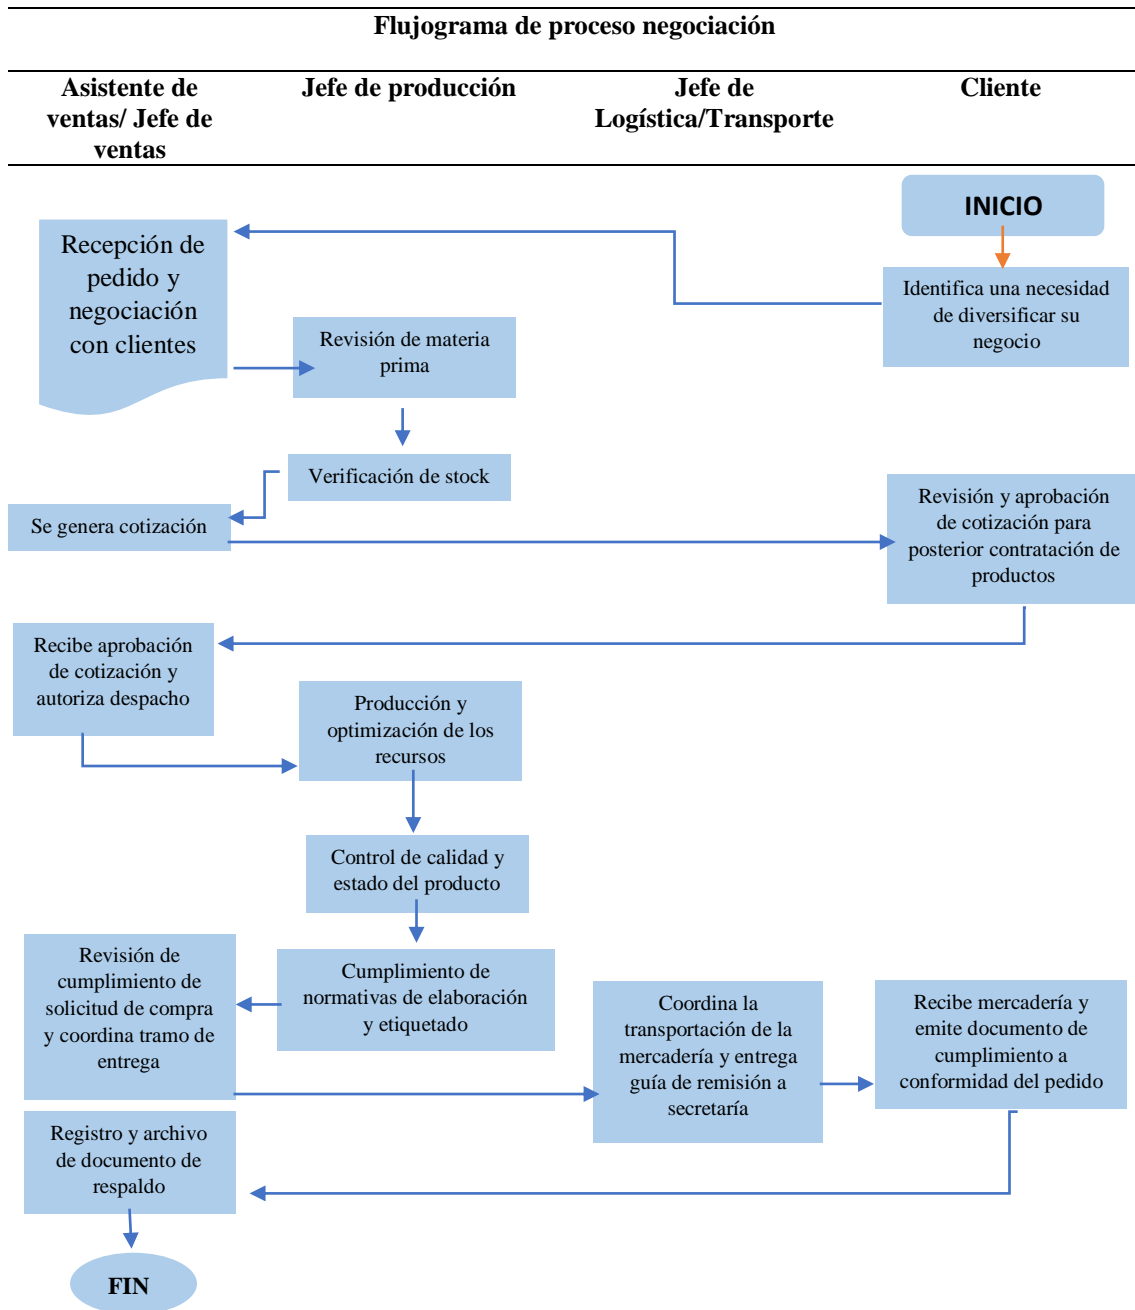 Flujograma de proceso negociación
Asistente de
ventas/ Jefe de
ventas
Jefe de producción
Jefe de
Logística/Transporte
Cliente
INICIO
Identifica una necesidad
de diversificar su
negocio
Recepción de
pedido y
negociación
con clientes
Revisión de materia
prima
Verificación de stock
Se genera cotización
Revisión y aprobación
de cotización para
posterior contratación de
productos
Recibe aprobación
de cotización y
autoriza despacho
Producción y
optimización de los
recursos
Control de calidad y
estado del producto
Cumplimiento de
normativas de elaboración
y etiquetado
Revisión de
cumplimiento de
solicitud de compra
y coordina tramo de
entrega
Coordina la
transportación de la
mercadería y entrega
guía de remisión a
secretaría
Recibe mercadería y
emite documento de
cumplimiento a
conformidad del pedido
Registro y archivo
de documento de
respaldo
FIN